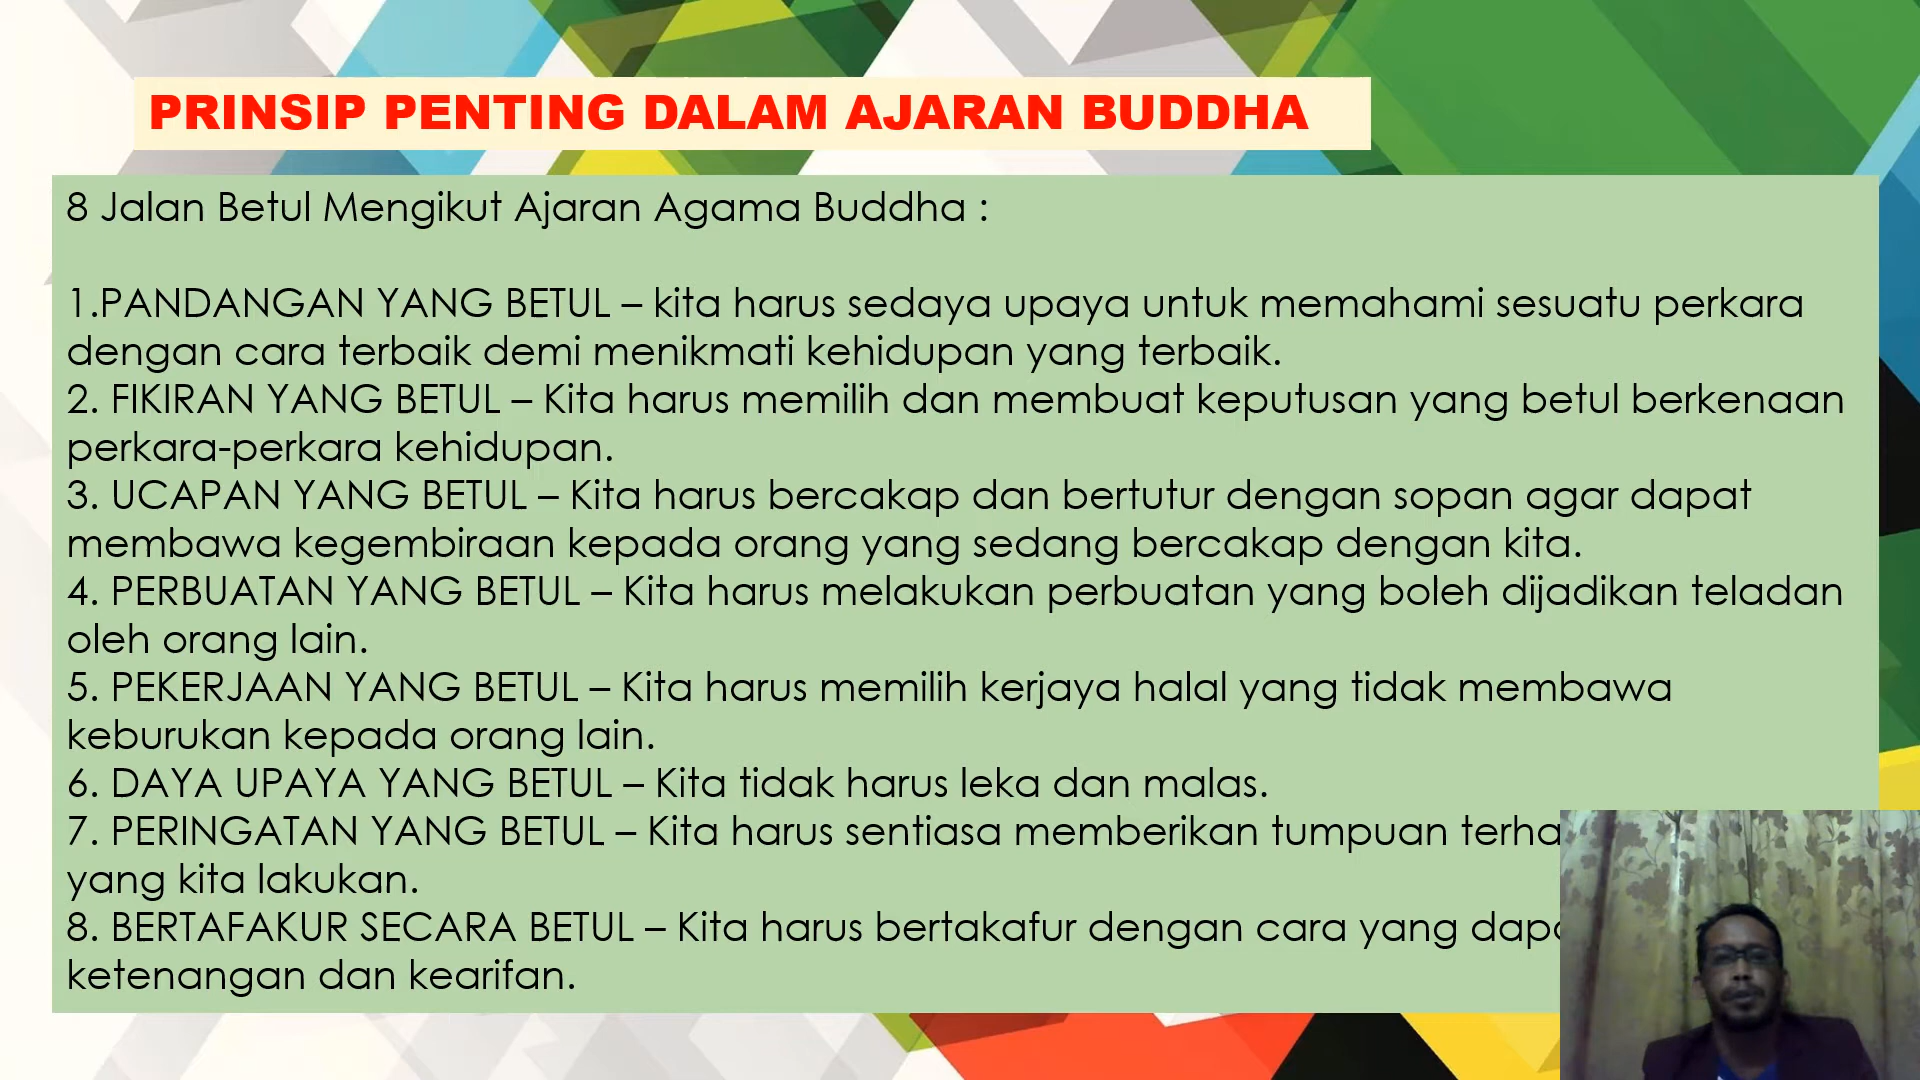 PRINSIP PENTING DALAM AJARAN BUDDHA
8 Jalan Betul Mengikut Ajaran Agama Buddha :
1.PANDANGAN YANG BETUL – kita harus sedaya upaya untuk memahami sesuatu perkara
dengan cara terbaik demi menikmati kehidupan yang terbaik.
2. FIKIRAN YANG BETUL – Kita harus memilih dan membuat keputusan yang betul berkenaan
perkara-perkara kehidupan.
3. UCAPAN YANG BETUL – Kita harus bercakap dan bertutur dengan sopan agar dapat
membawa kegembiraan kepada orang yang sedang bercakap dengan kita.
4. PERBUATAN YANG BETUL – Kita harus melakukan perbuatan yang boleh dijadikan teladan
oleh orang lain.
5. PEKERJAAN YANG BETUL – Kita harus memilih kerjaya halal yang tidak membawa
keburukan kepada orang lain.
6. DAYA UPAYA YANG BETUL – Kita tidak harus leka dan malas.
7. PERINGATAN YANG BETUL – Kita harus sentiasa memberikan tumpuan
yang kita lakukan.
8. BERTAFAKUR SECARA BETUL – Kita harus bertakafur dengan cara yang
ketenangan dan kearifan.